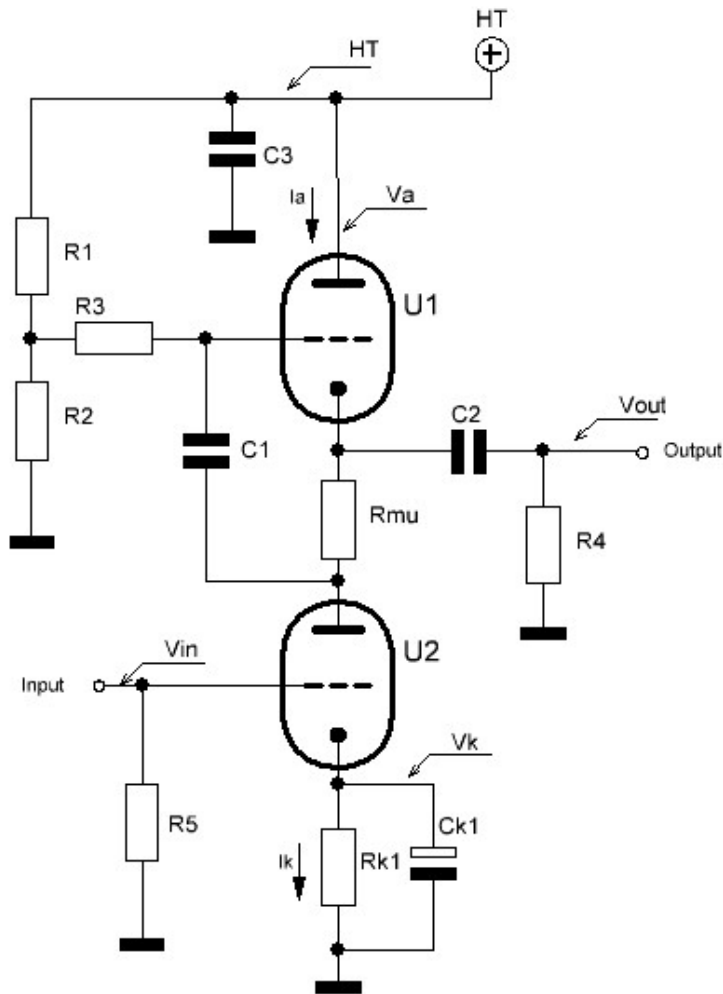 HT
HT
C3
Ia
Va
R1
U1
R3
R2
C1
C2
Vout
Output
Rmu
R4
U2
Vin
Input
Vk
R5
Ck1
Ik
Rk1